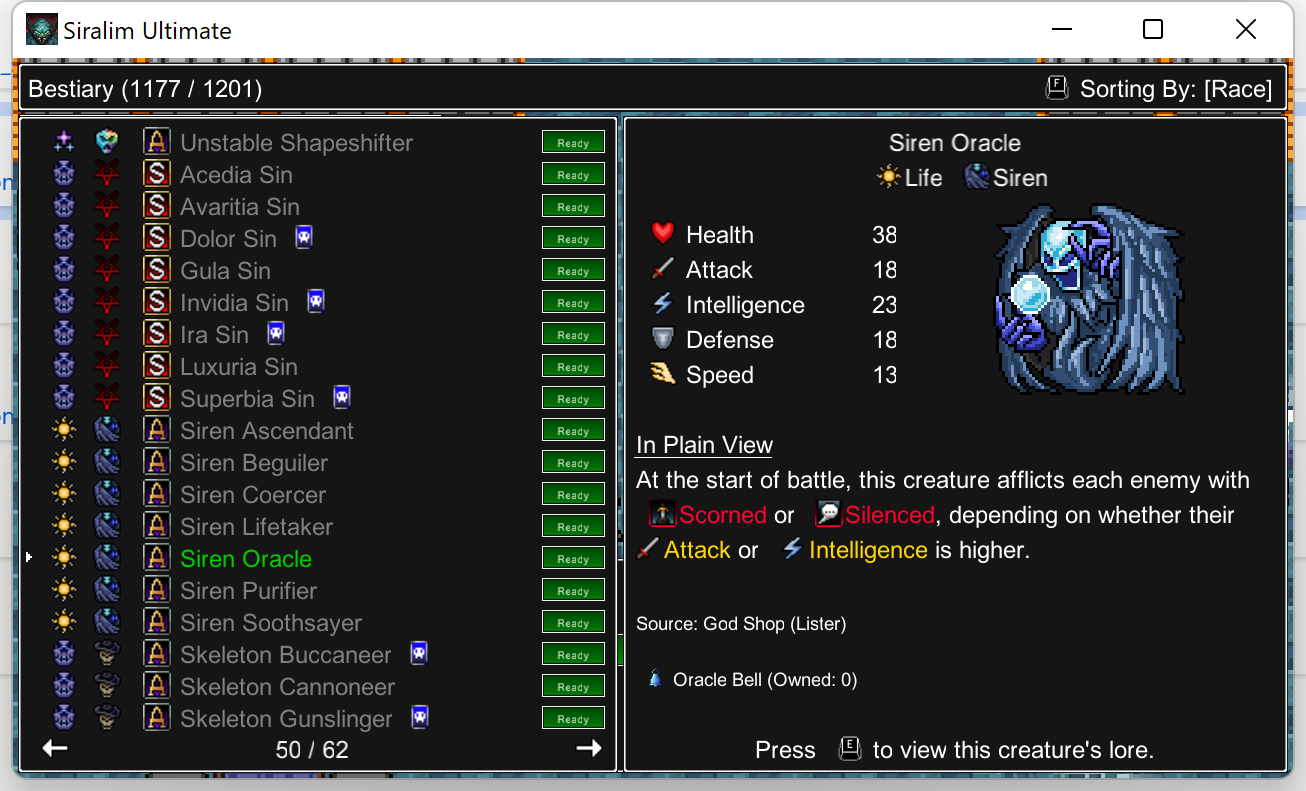 Siralim Ultimate
Bestiary (1177 / 1201)
F Sorting By: [Race]
A Unstable Shapeshifter Ready
S Acedia Sin Ready
S Avaritia Sin Ready
S Dolor Sin Ready
S Gula Sin Ready
S Invidia Sin Ready
S Ira Sin Ready
S Luxuria Sin Ready
S Superbia Sin Ready
A Siren Ascendant Ready
A Siren Beguiler Ready
A Siren Coercer Ready
A Siren Lifetaker Ready
A Siren Oracle Ready
A Siren Purifier Ready
A Siren Soothsayer Ready
A Skeleton Buccaneer Ready
A Skeleton Cannoneer Ready
A Skeleton Gunslinger Ready
50 / 62
Siren Oracle
Life Siren
Health 38
Attack 18
Intelligence 23
Defense 18
Speed 13
In Plain View
At the start of battle, this creature afflicts each enemy with
Scorned or Silenced, depending on whether their
Attack or Intelligence is higher.
Source: God Shop (Lister)
Oracle Bell (Owned: 0)
Press E to view this creature's lore.